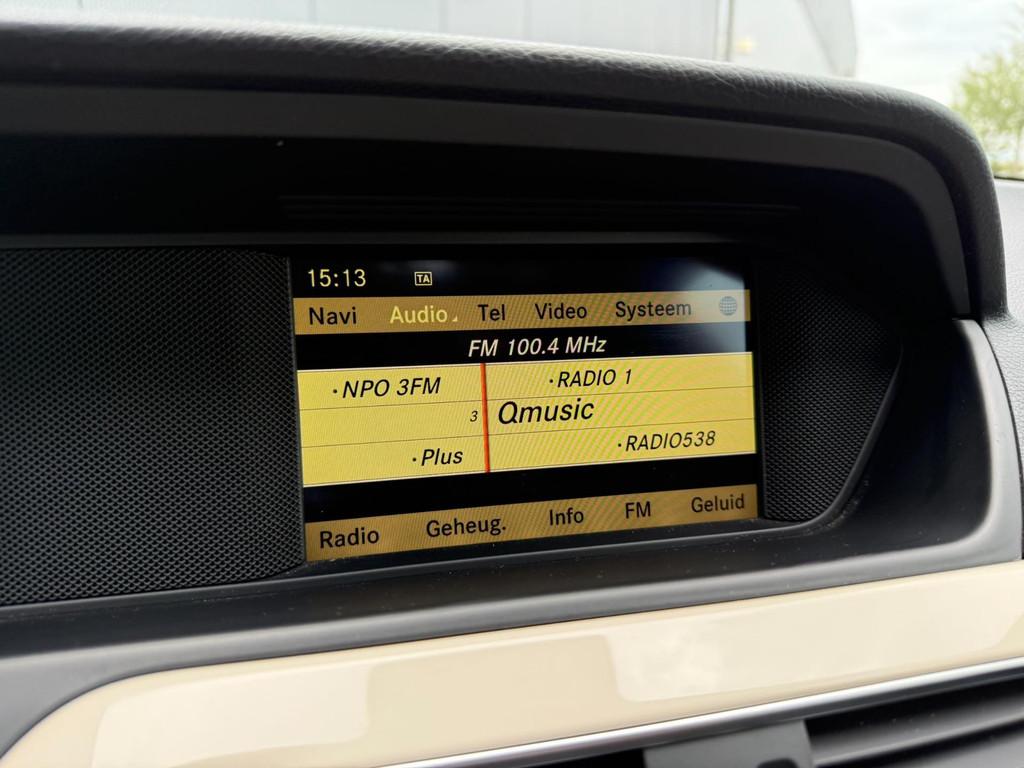 15:13 TA
Navi Audio Tel Video Systeem
FM 100.4 MHz
·NPO 3FM ·RADIO 1
3 Qmusic
·Plus ·RADIO538
Radio Geheug. Info FM Geluid